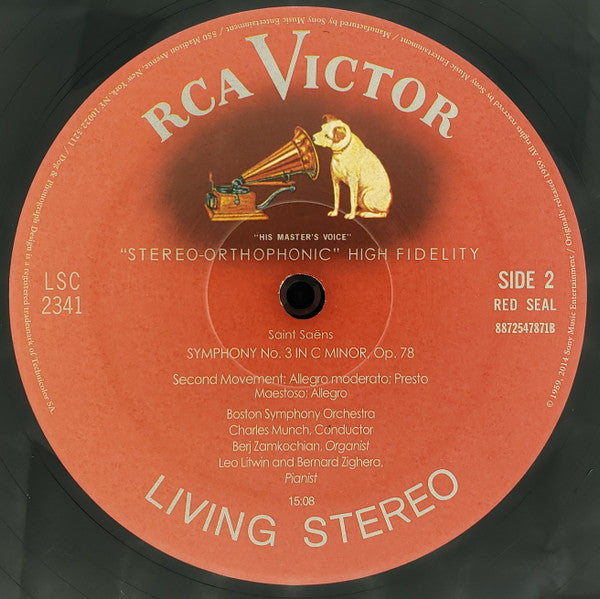 RCA VICTOR
"HIS MASTER'S VOICE"
"STEREO-ORTHOPHONIC" HIGH FIDELITY
LSC
2341
SIDE 2
RED SEAL
8872547871B
Saint Saëns
SYMPHONY No. 3 IN C MINOR, Op. 78
Second Movement: Allegro moderato; Presto
Maestoso; Allegro
Boston Symphony Orchestra
Charles Munch, Conductor
Berj Zamkochian, Organist
Leo Litwin and Bernard Zighera,
Pianist
15:08
LIVING STEREO
© 1959, 2014 Sony Music Entertainment / Originally released 1959. All rights reserved by Sony Music Entertainment / Manufactured by Sony Music Entertainment / 550 Madison Avenue, New York, NY 10022-3211 / Dog & Phonograph Design is a registered trademark of Technicolor SA.